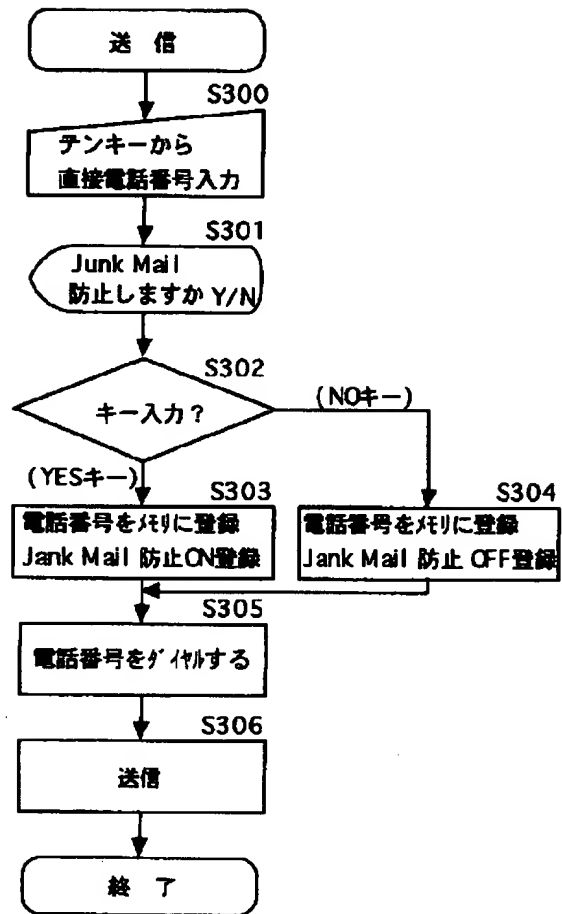 送 信
S300
テンキーから
直接電話番号入力
S301
Junk Mail
防止しますか Y/N
S302
キー入力？
(NOキー)
(YESキー)
S303
電話番号をﾒﾓﾘに登録
Jank Mail 防止ON登録
S304
電話番号をﾒﾓﾘに登録
Jank Mail 防止 OFF登録
S305
電話番号をﾀﾞｲﾔﾙする
S306
送信
終 了